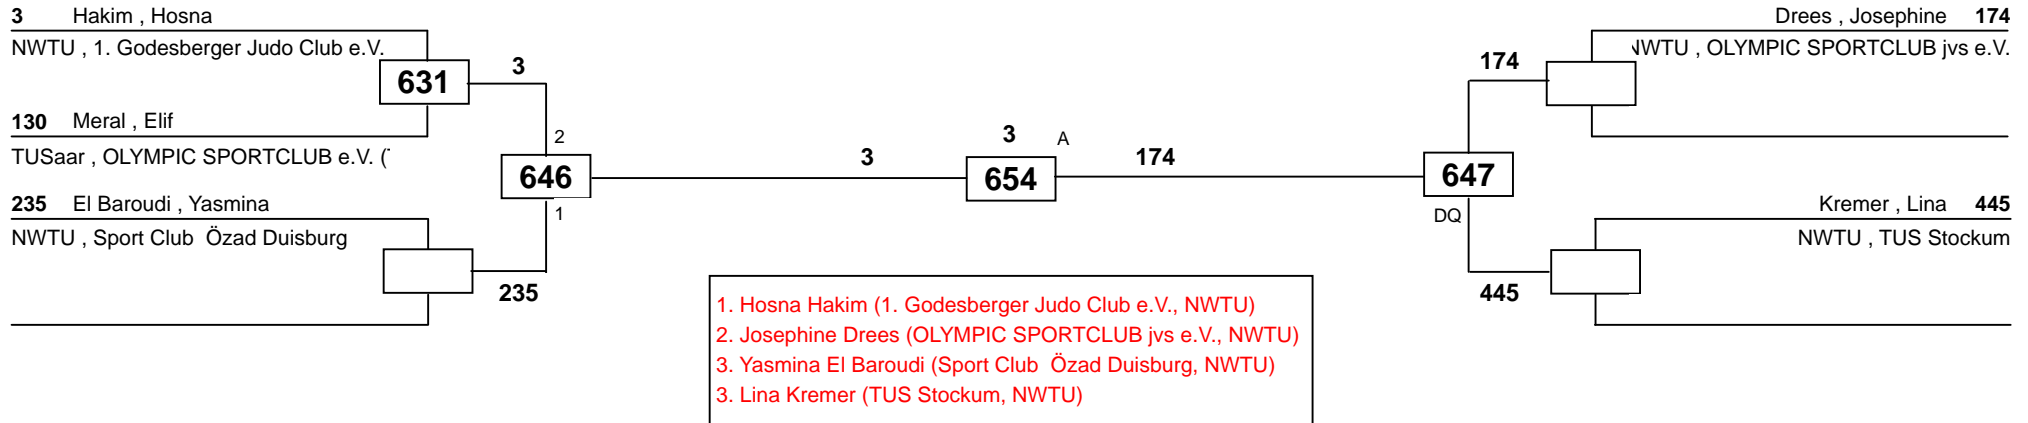 3 Hakim , Hosna
NWTU , 1. Godesberger Judo Club e.V.
631
3
130 Meral , Elif
TUSaar , OLYMPIC SPORTCLUB e.V. (
2
646
1
235 El Baroudi , Yasmina
NWTU , Sport Club Özad Duisburg
235
3
3 A
654
174
Drees , Josephine 174
NWTU , OLYMPIC SPORTCLUB jvs e.V.
174
647
DQ
Kremer , Lina 445
NWTU , TUS Stockum
445
1. Hosna Hakim (1. Godesberger Judo Club e.V., NWTU)
2. Josephine Drees (OLYMPIC SPORTCLUB jvs e.V., NWTU)
3. Yasmina El Baroudi (Sport Club Özad Duisburg, NWTU)
3. Lina Kremer (TUS Stockum, NWTU)